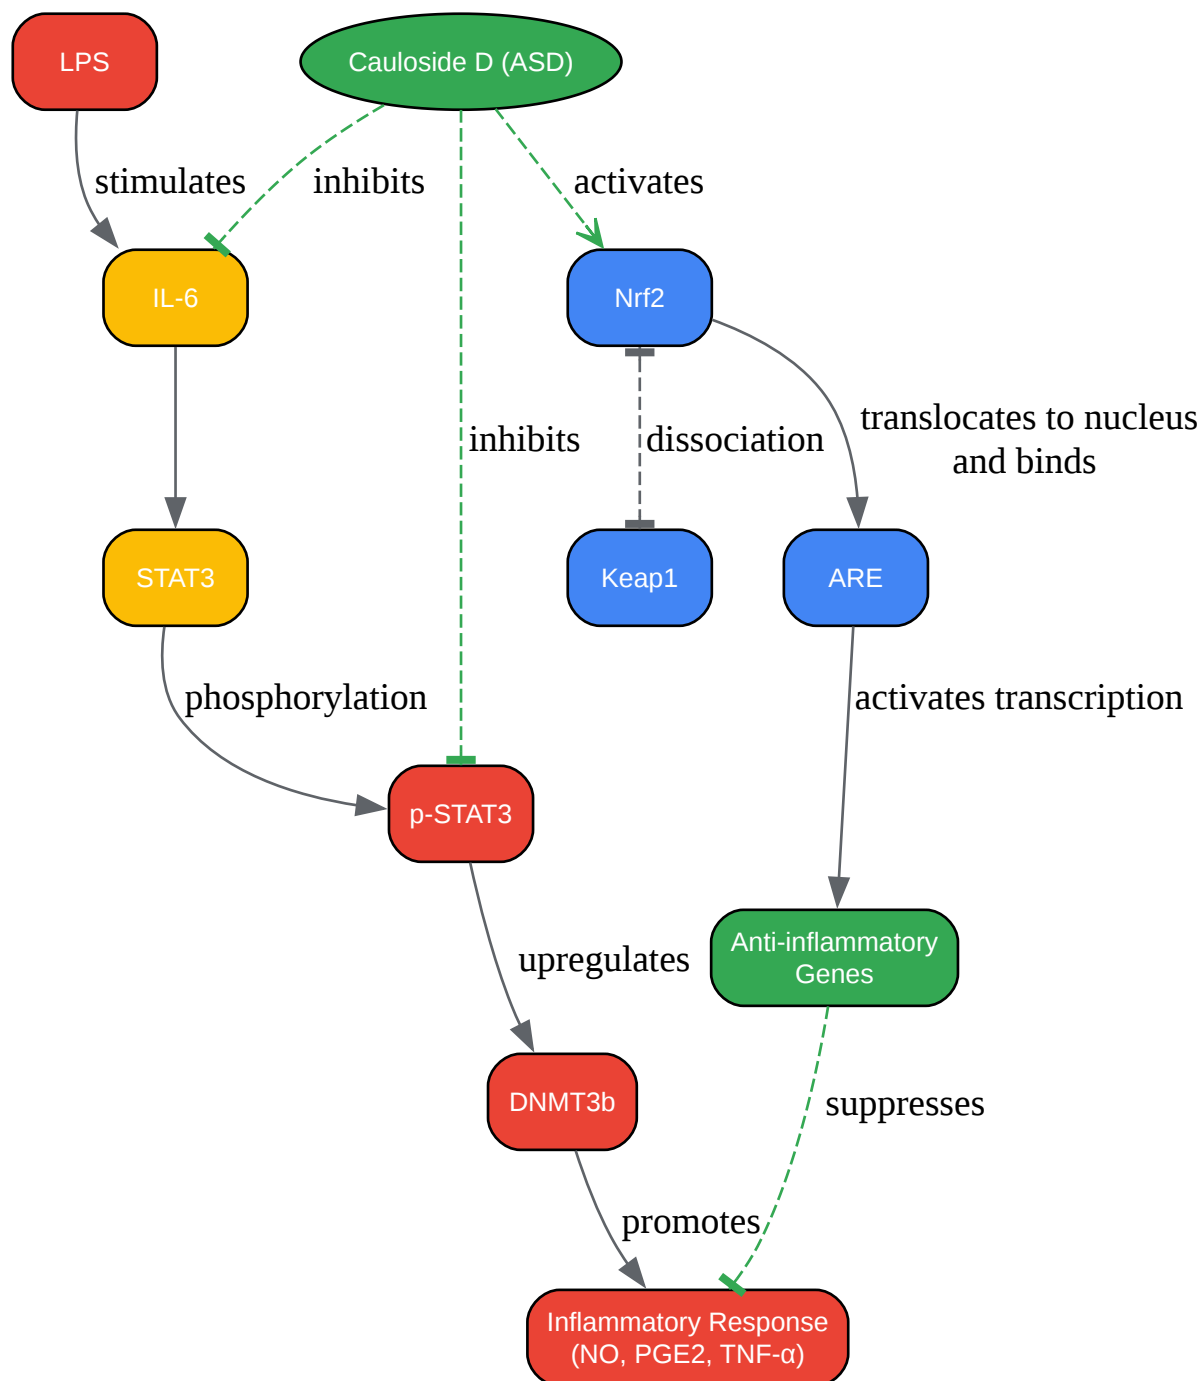 LPS
Cauloside D (ASD)
stimulates
inhibits
activates
IL-6
Nrf2
inhibits
dissociation
translocates to nucleus
and binds
STAT3
Keap1
ARE
phosphorylation
activates transcription
p-STAT3
upregulates
Anti-inflammatory
Genes
DNMT3b
suppresses
promotes
Inflammatory Response
(NO, PGE2, TNF-α)